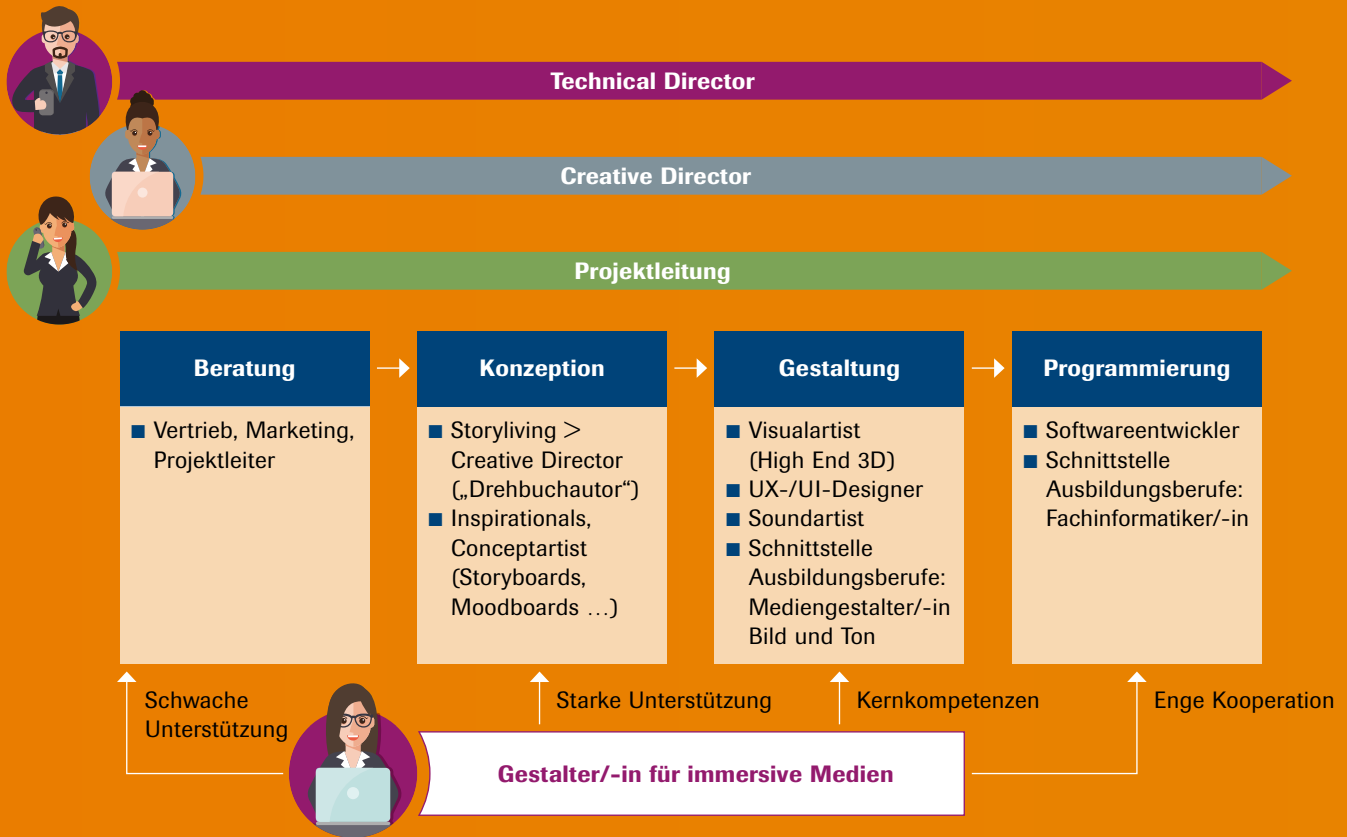 Technical Director
Creative Director
Projektleitung
Beratung
Vertrieb, Marketing,
Projektleiter
Konzeption
Storyliving >
Creative Director
(„Drehbuchautor“)
Inspirationals,
Conceptartist
(Storyboards,
Moodboards …)
Gestaltung
Visualartist
(High End 3D)
UX-/UI-Designer
Soundartist
Schnittstelle
Ausbildungsberufe:
Mediengestalter/-in
Bild und Ton
Programmierung
Softwareentwickler
Schnittstelle
Ausbildungsberufe:
Fachinformatiker/-in
Schwache
Unterstützung
Starke Unterstützung
Kernkompetenzen
Enge Kooperation
Gestalter/-in für immersive Medien